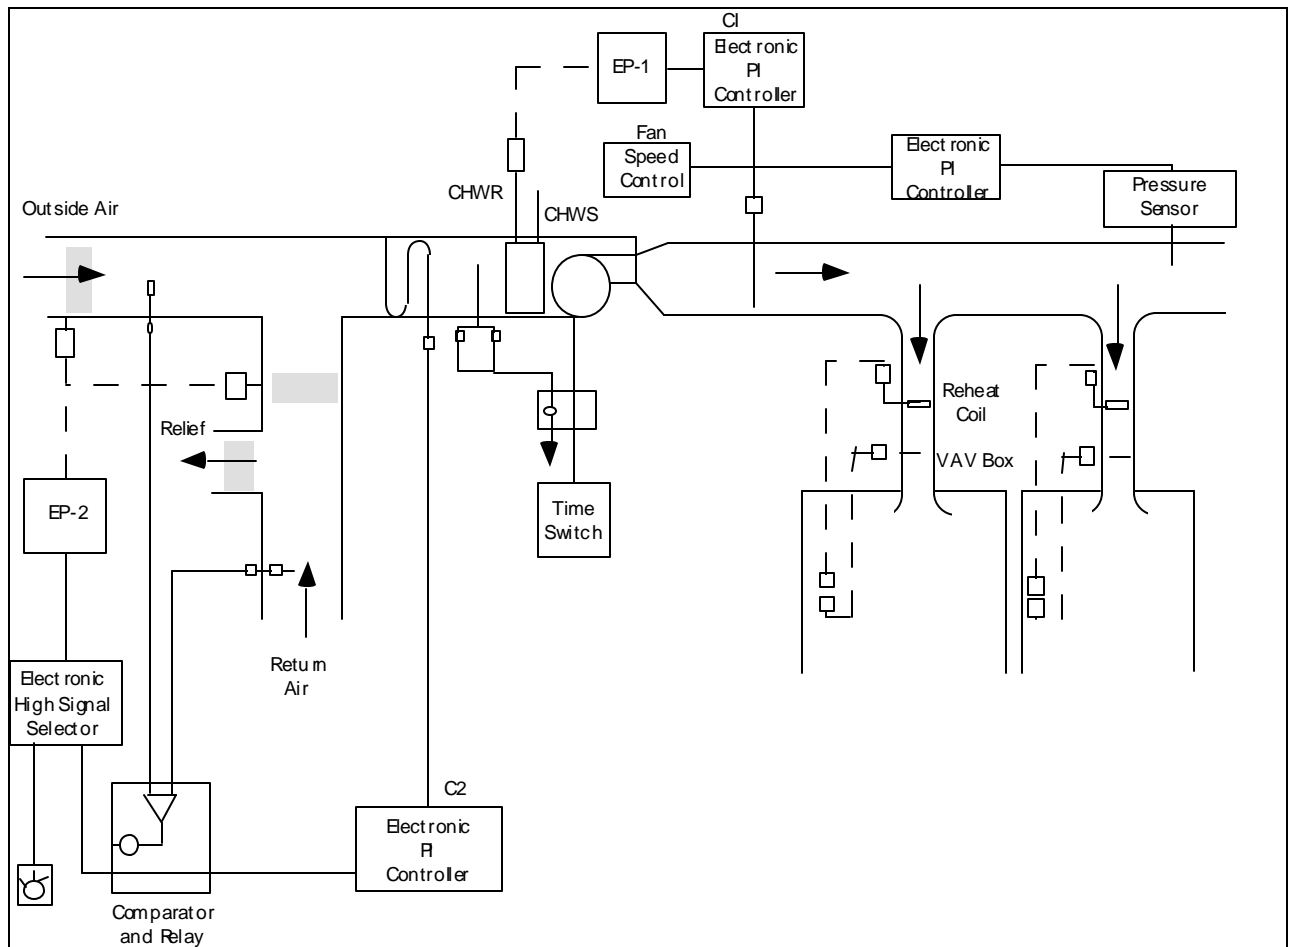 CI
Electronic
PI
Controller
EP-1
Fan
Speed
Control
Electronic
PI
Controller
Pressure
Sensor
CHWR
CHWS
Outside Air
Relief
Reheat
Coil
VAV Box
EP-2
Time
Switch
Return
Air
Electronic
High Signal
Selector
C2
Electronic
PI
Controller
Comparator
and Relay